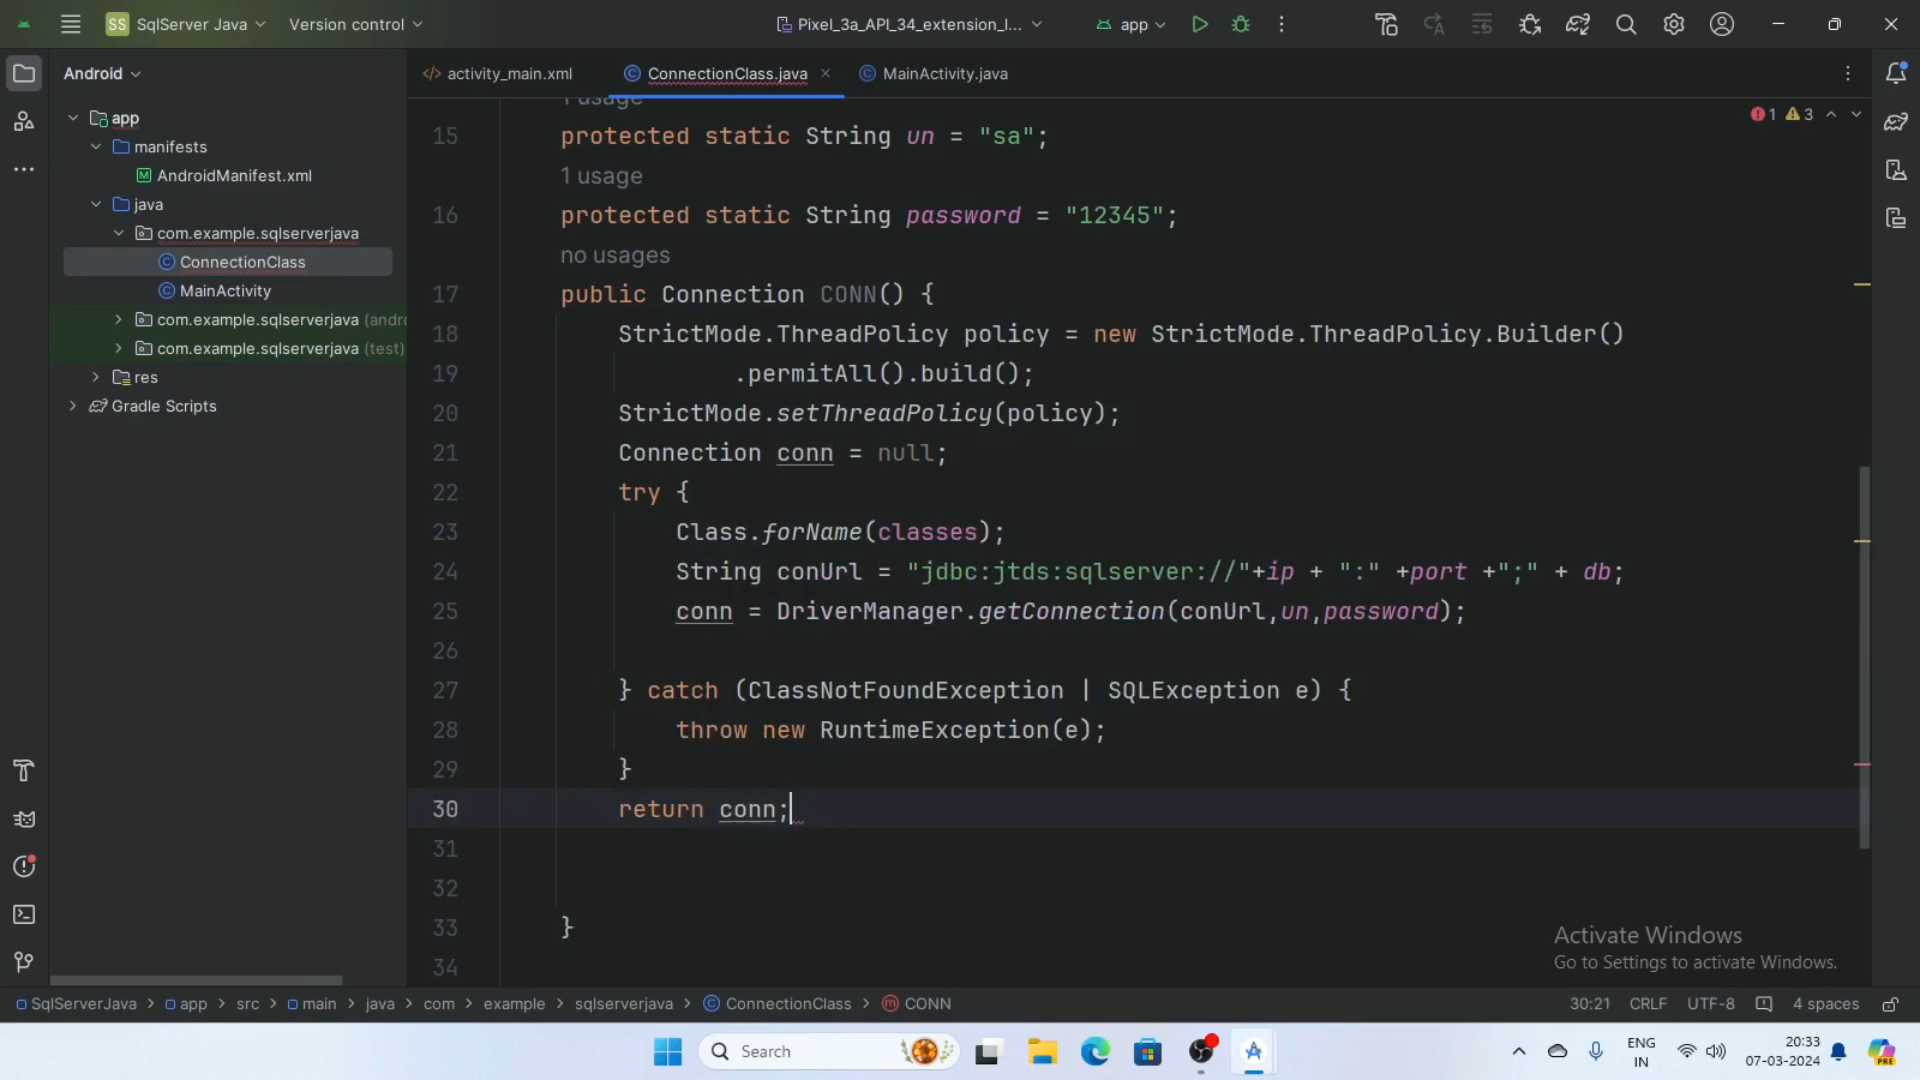 SS SqlServer Java Version control Pixel_3a_API_34_extension_l... app
Android
activity_main.xml ConnectionClass.java MainActivity.java
app
manifests
AndroidManifest.xml
java
com.example.sqlserverjava
ConnectionClass
MainActivity
com.example.sqlserverjava (andro
com.example.sqlserverjava (test)
res
Gradle Scripts
1 3
1 usage
15 protected static String un = "sa";
1 usage
16 protected static String password = "12345";
no usages
17 public Connection CONN() {
18 StrictMode.ThreadPolicy policy = new StrictMode.ThreadPolicy.Builder()
19 .permitAll().build();
20 StrictMode.setThreadPolicy(policy);
21 Connection conn = null;
22 try {
23 Class.forName(classes);
24 String conUrl = "jdbc:jtds:sqlserver://"+ip + ":" +port +";" + db;
25 conn = DriverManager.getConnection(conUrl,un,password);
26
27 } catch (ClassNotFoundException | SQLException e) {
28 throw new RuntimeException(e);
29 }
30 return conn;
31
32
33 }
34
Activate Windows
Go to Settings to activate Windows.
SqlServerJava > app > src > main > java > com > example > sqlserverjava > ConnectionClass > CONN 30:21 CRLF UTF-8 4 spaces
Search
ENG
IN
20:33
07-03-2024
PRE